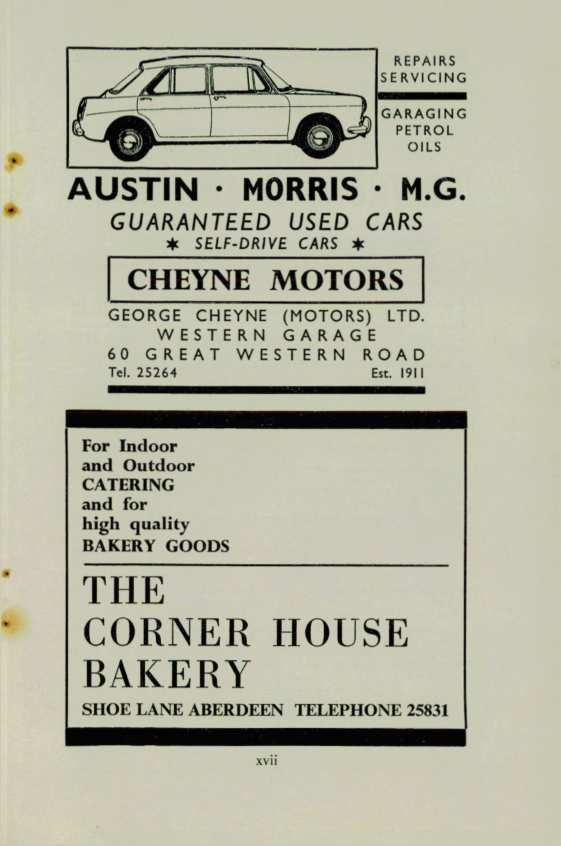 REPAIRS
SERVICING
GARAGING
PETROL
OILS
AUSTIN · MORRIS · M.G.
GUARANTEED USED CARS
★ SELF-DRIVE CARS ★
CHEYNE MOTORS
GEORGE CHEYNE (MOTORS) LTD.
WESTERN GARAGE
60 GREAT WESTERN ROAD
Tel. 25264 Est. 1911
For Indoor
and Outdoor
CATERING
and for
high quality
BAKERY GOODS
THE
CORNER HOUSE
BAKERY
SHOE LANE ABERDEEN TELEPHONE 25831
xvii